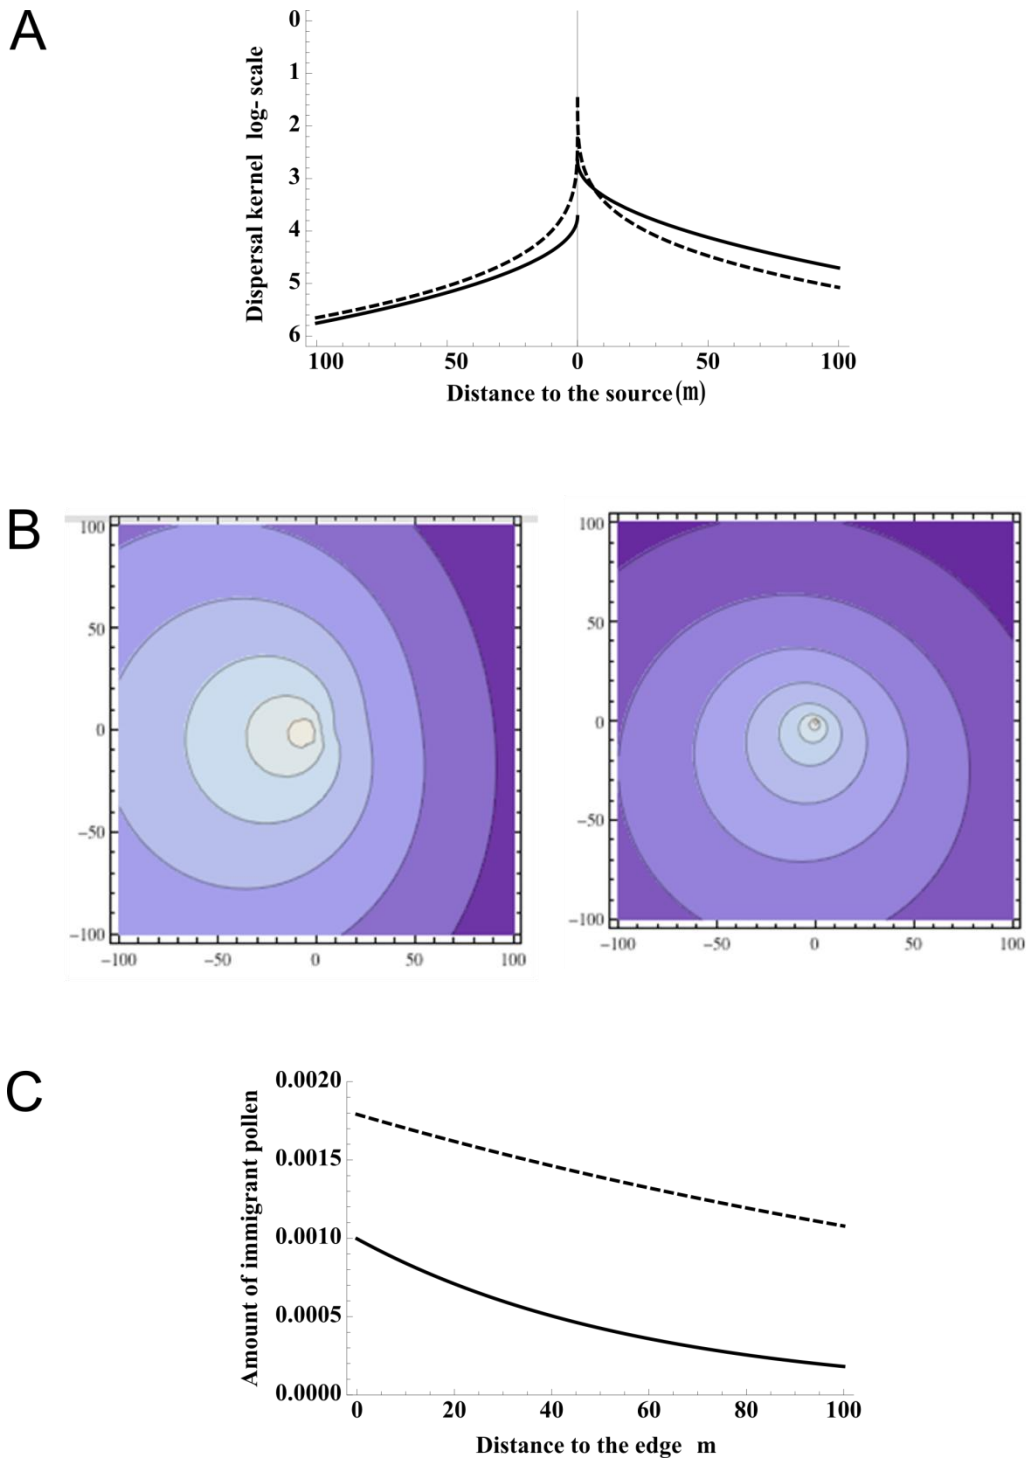 A
0
1
2
3
4
5
6
Dispersal kernel log- scale
100 50 0 50 100
Distance to the source (m)
B
100
50
0
−50
−100
−100 −50 0 50 100
100
50
0
−50
−100
−100 −50 0 50 100
C
0.0020
0.0015
0.0010
0.0005
0.0000
Amount of immigrant pollen
0 20 40 60 80 100
Distance to the edge m